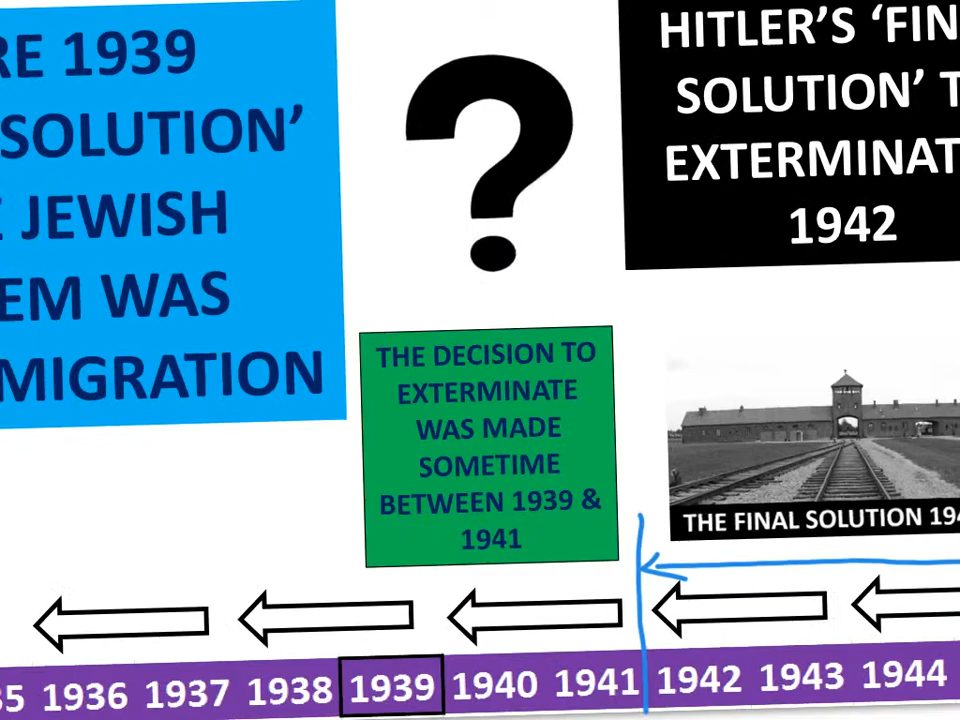 RE 1939
SOLUTION’
JEWISH
EM WAS
MIGRATION
?
HITLER’S ‘FIN
SOLUTION’ T
EXTERMINAT
1942
THE DECISION TO
EXTERMINATE
WAS MADE
SOMETIME
BETWEEN 1939 &
1941
THE FINAL SOLUTION 194
35 1936 1937 1938 1939 1940 1941 1942 1943 1944